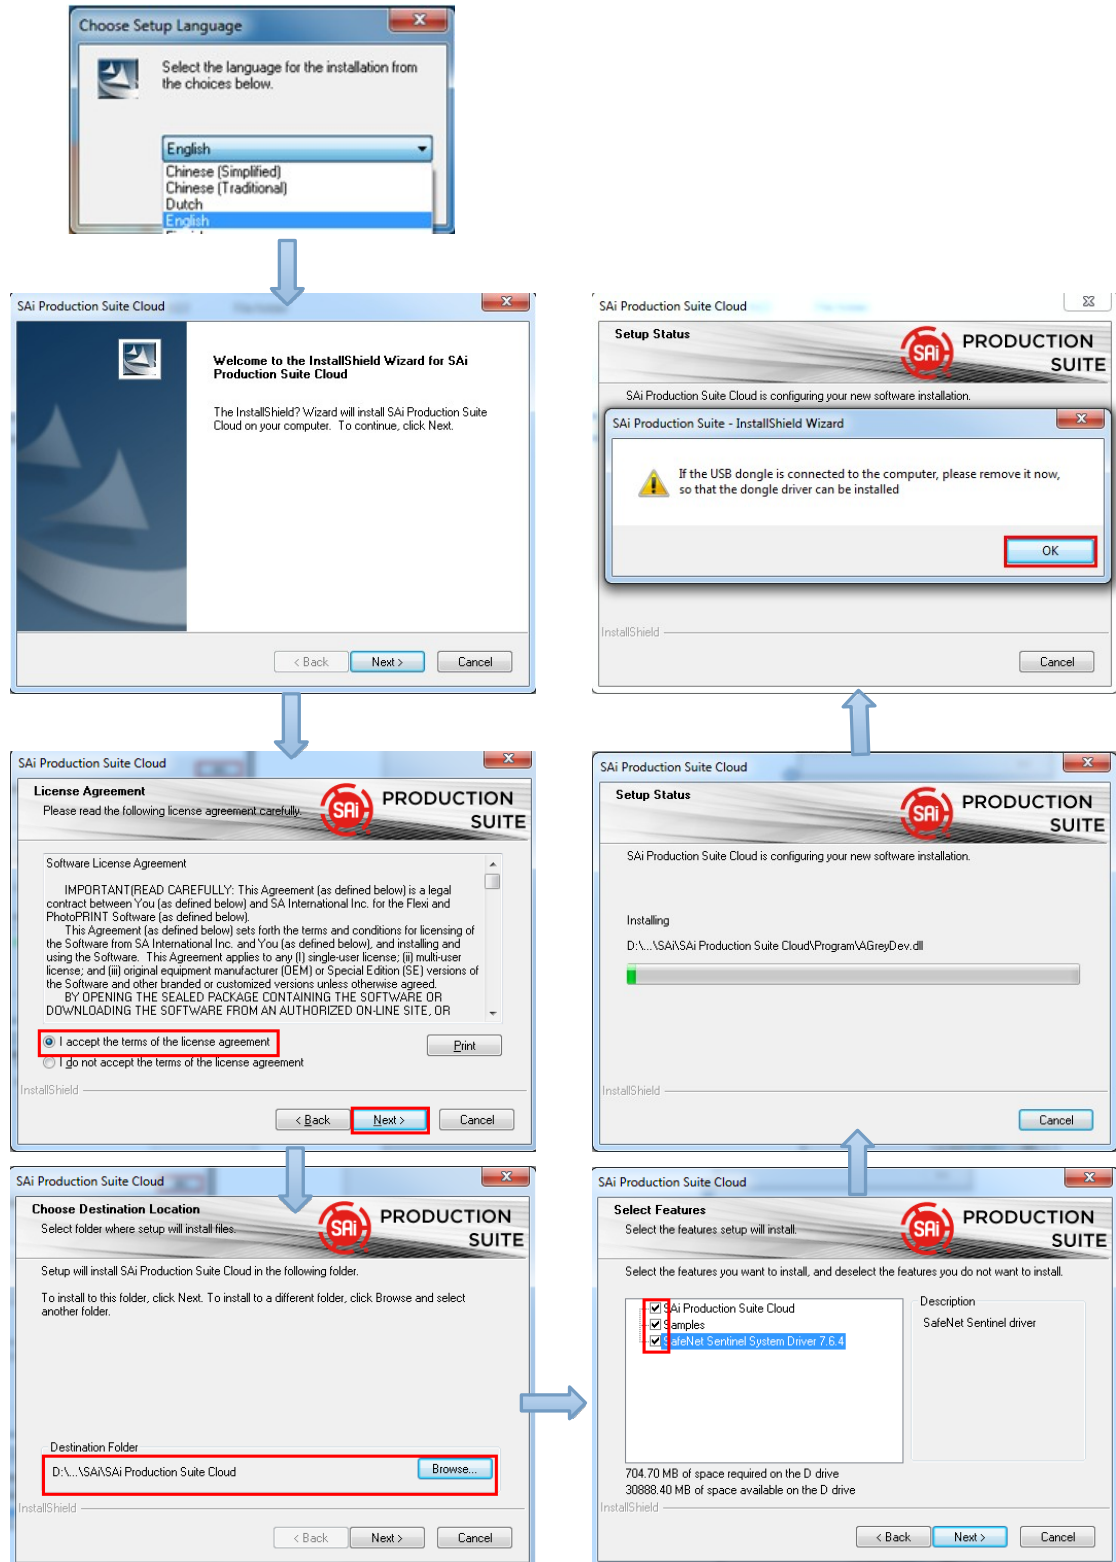 Choose Setup Language
Select the language for the installation from
the choices below.
English
Chinese (Simplified)
Chinese (Traditional)
Dutch
English
SAi Production Suite Cloud
Welcome to the InstallShield Wizard for SAi
Production Suite Cloud
The InstallShield? Wizard will install SAi Production Suite
Cloud on your computer. To continue, click Next.
< Back
Next >
Cancel
SAi Production Suite Cloud
License Agreement
Please read the following license agreement carefully.
SAi
PRODUCTION
SUITE
Software License Agreement
IMPORTANT(READ CAREFULLY: This Agreement (as defined below) is a legal
contract between You (as defined below) and SA International Inc. for the Flexi and
PhotoPRINT Software (as defined below).
This Agreement (as defined below) sets forth the terms and conditions for licensing of
the Software from SA International Inc. and You (as defined below), and installing and
using the Software. This Agreement applies to any (I) single-user license; (ii) multi-user
license; and (iii) original equipment manufacturer (OEM) or Special Edition (SE) versions of
the Software and other branded or customized versions unless otherwise agreed.
BY OPENING THE SEALED PACKAGE CONTAINING THE SOFTWARE OR
DOWNLOADING THE SOFTWARE FROM AN AUTHORIZED ON-LINE SITE, OR
I accept the terms of the license agreement
Print
I do not accept the terms of the license agreement
InstallShield
< Back
Next >
Cancel
SAi Production Suite Cloud
Choose Destination Location
Select folder where setup will install files.
SAi
PRODUCTION
SUITE
Setup will install SAi Production Suite Cloud in the following folder.
To install to this folder, click Next. To install to a different folder, click Browse and select
another folder.
Destination Folder
D:\...\SAi\SAi Production Suite Cloud
Browse...
InstallShield
< Back
Next >
Cancel
SAi Production Suite Cloud
Select Features
Select the features setup will install.
SAi
PRODUCTION
SUITE
Select the features you want to install, and deselect the features you do not want to install.
SAi Production Suite Cloud
Samples
SafeNet Sentinel System Driver 7.6.4
Description
SafeNet Sentinel driver
704.70 MB of space required on the D drive
30888.40 MB of space available on the D drive
InstallShield
< Back
Next >
Cancel
SAi Production Suite Cloud
Setup Status
SAi
PRODUCTION
SUITE
SAi Production Suite Cloud is configuring your new software installation.
Installing
D:\...\SAi\SAi Production Suite Cloud\Program\AGreyDev.dll
InstallShield
Cancel
SAi Production Suite Cloud
Setup Status
SAi
PRODUCTION
SUITE
SAi Production Suite Cloud is configuring your new software installation.
SAi Production Suite - InstallShield Wizard
If the USB dongle is connected to the computer, please remove it now,
so that the dongle driver can be installed
OK
InstallShield
Cancel